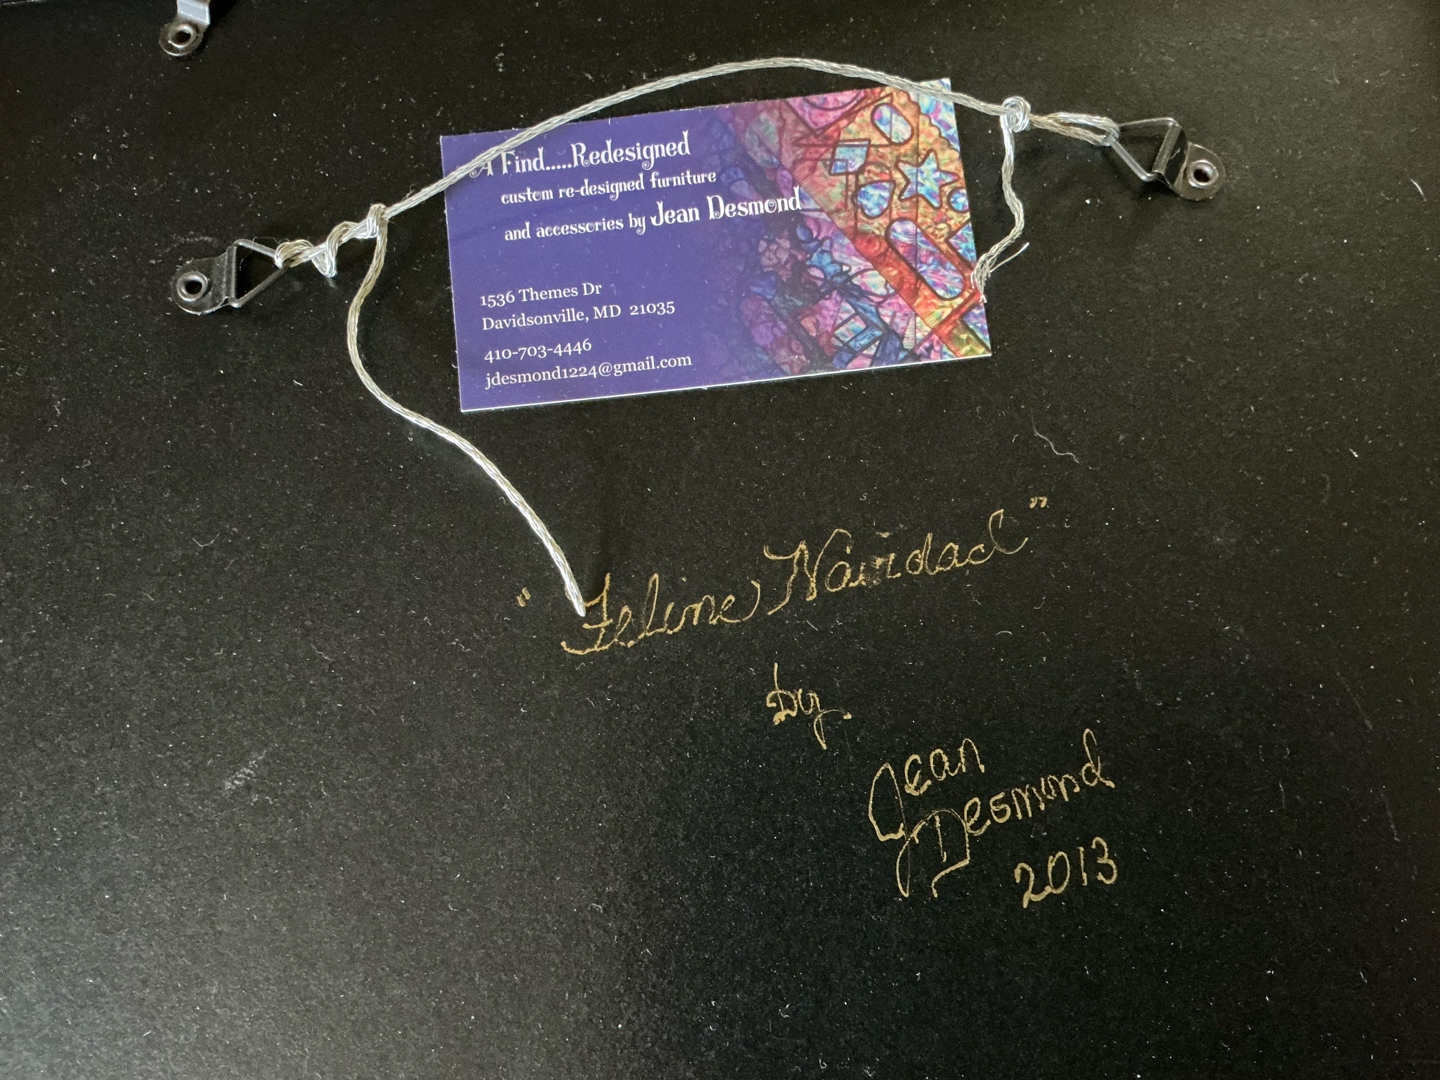 A Find.....Redesigned
custom re-designed furniture
and accessories by Jean Desmond
1536 Themes Dr
Davidsonville, MD 21035
410-703-4446
jdesmond1224@gmail.com
"Feline Navidad"
by
Jean
Desmond
2013